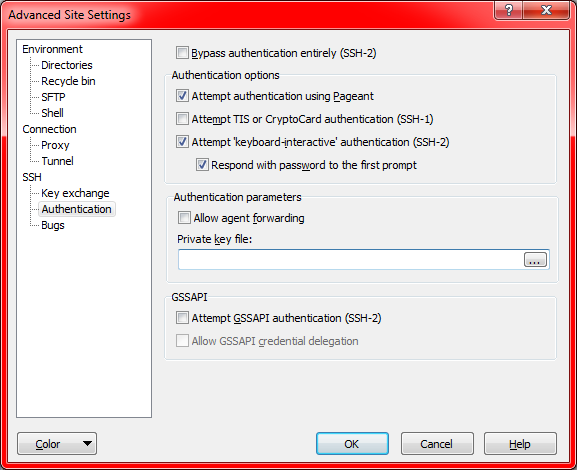 Advanced Site Settings
Environment
Directories
Recycle bin
SFTP
Shell
Connection
Proxy
Tunnel
SSH
Key exchange
Authentication
Bugs
Bypass authentication entirely (SSH-2)
Authentication options
Attempt authentication using Pageant
Attempt TIS or CryptoCard authentication (SSH-1)
Attempt 'keyboard-interactive' authentication (SSH-2)
Respond with password to the first prompt
Authentication parameters
Allow agent forwarding
Private key file:
...
GSSAPI
Attempt GSSAPI authentication (SSH-2)
Allow GSSAPI credential delegation
Color
OK
Cancel
Help